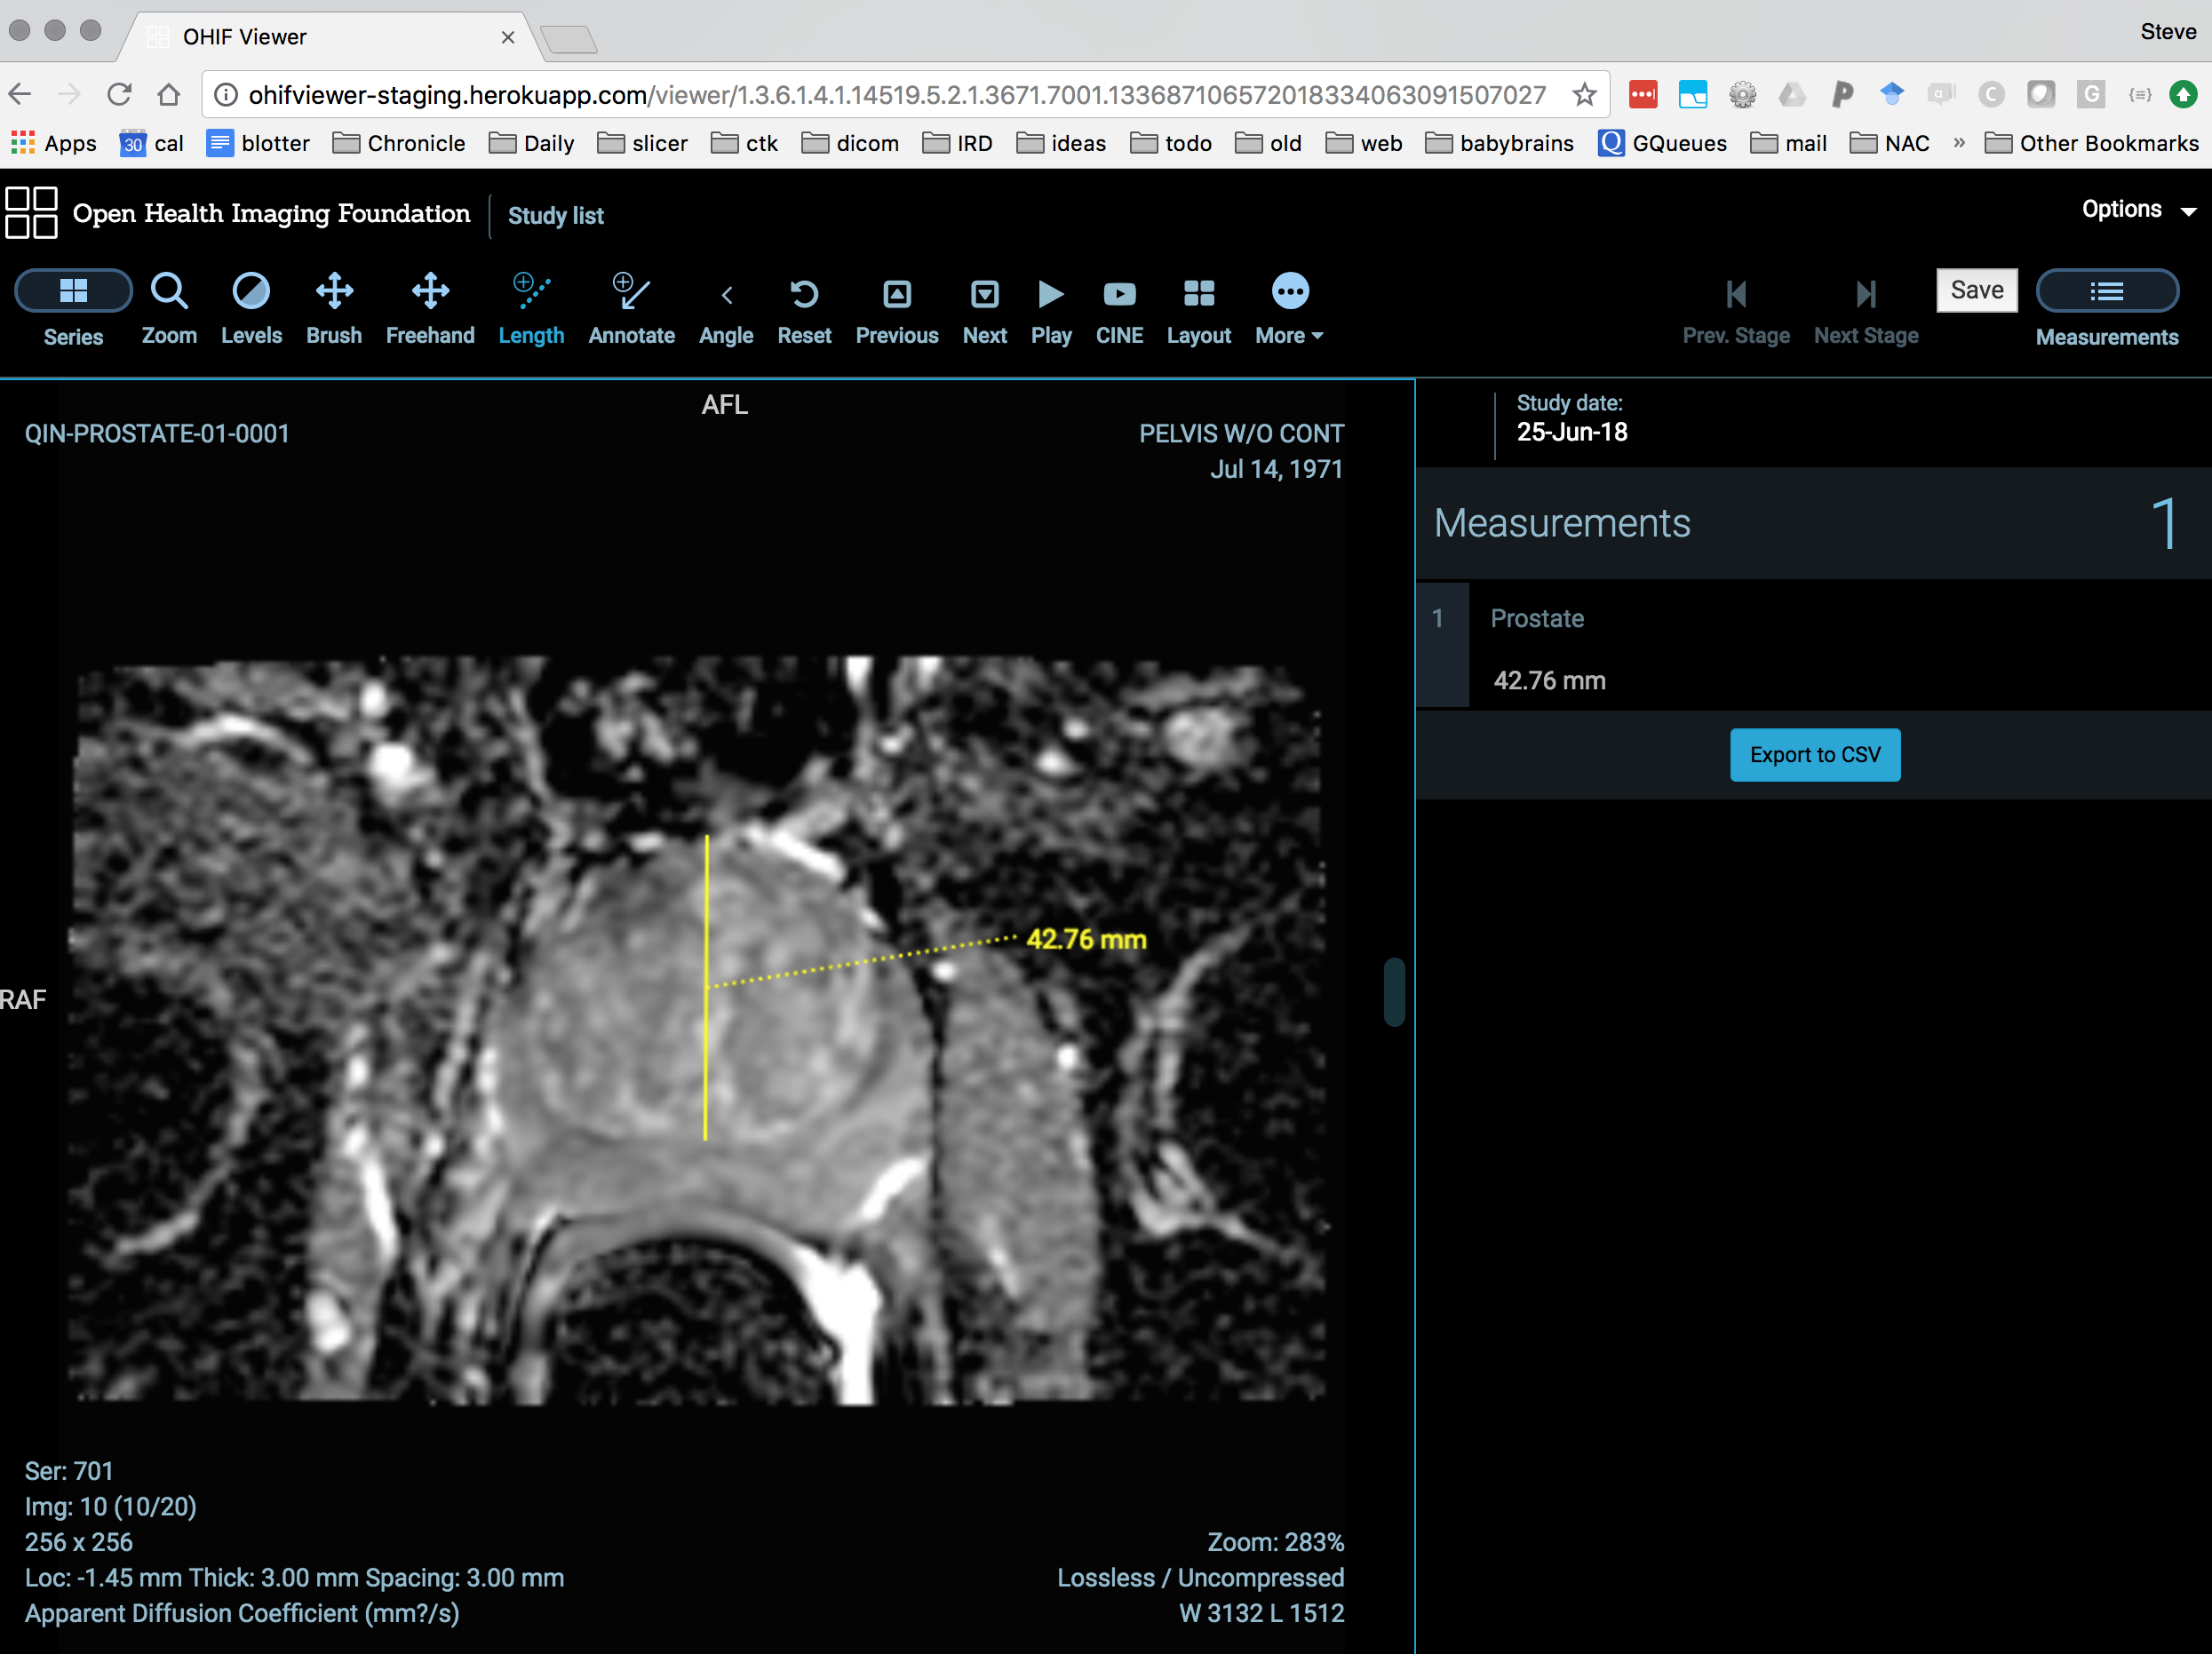 OHIF Viewer
Steve
ohifviewer-staging.herokuapp.com/viewer/1.3.6.1.4.1.14519.5.2.1.3671.7001.133687106572018334063091507027
Apps 30 cal blotter Chronicle Daily slicer ctk dicom IRD ideas todo old web babybrains Q GQueues mail NAC » Other Bookmarks
Open Health Imaging Foundation Study list
Options
Series Zoom Levels Brush Freehand Length Annotate Angle Reset Previous Next Play CINE Layout More Prev. Stage Next Stage Save Measurements
AFL
QIN-PROSTATE-01-0001
PELVIS W/O CONT
Jul 14, 1971
42.76 mm
RAF
Ser: 701
Img: 10 (10/20)
256 x 256
Loc: -1.45 mm Thick: 3.00 mm Spacing: 3.00 mm
Apparent Diffusion Coefficient (mm?/s)
Zoom: 283%
Lossless / Uncompressed
W 3132 L 1512
Study date:
25-Jun-18
Measurements 1
1 Prostate
42.76 mm
Export to CSV